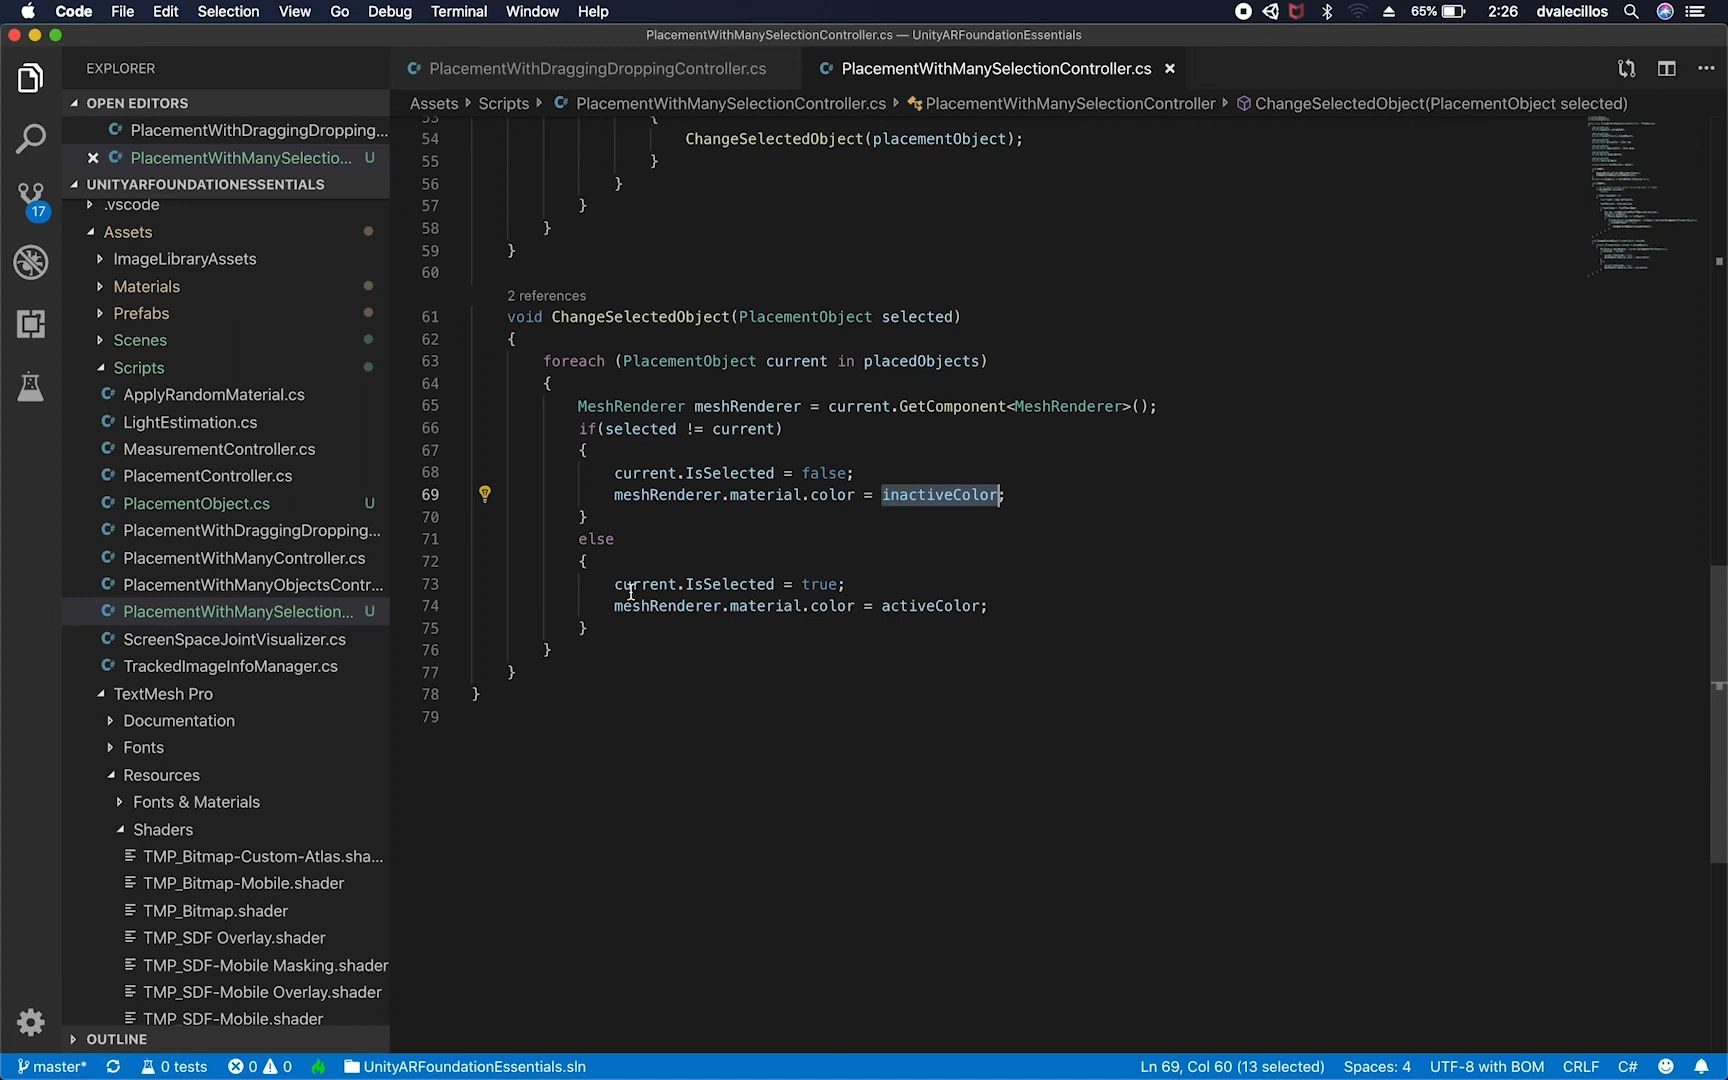 Code File Edit Selection View Go Debug Terminal Window Help 65% 2:26 dvalecillos
PlacementWithManySelectionController.cs — UnityARFoundationEssentials
EXPLORER
PlacementWithDraggingDroppingController.cs PlacementWithManySelectionController.cs
OPEN EDITORS
Assets Scripts PlacementWithManySelectionController.cs PlacementWithManySelectionController ChangeSelectedObject(PlacementObject selected)
PlacementWithDraggingDropping...
PlacementWithManySelectio... U
UNITYARFOUNDATIONESSENTIALS
.vscode
Assets
ImageLibraryAssets
Materials
Prefabs
Scenes
Scripts
ApplyRandomMaterial.cs
LightEstimation.cs
MeasurementController.cs
PlacementController.cs
PlacementObject.cs U
PlacementWithDraggingDropping...
PlacementWithManyController.cs
PlacementWithManyObjectsContr...
PlacementWithManySelection... U
ScreenSpaceJointVisualizer.cs
TrackedImageInfoManager.cs
TextMesh Pro
Documentation
Fonts
Resources
Fonts & Materials
Shaders
TMP_Bitmap-Custom-Atlas.sha...
TMP_Bitmap-Mobile.shader
TMP_Bitmap.shader
TMP_SDF Overlay.shader
TMP_SDF-Mobile Masking.shader
TMP_SDF-Mobile Overlay.shader
TMP_SDF-Mobile.shader
OUTLINE
17
53 {
54 ChangeSelectedObject(placementObject);
55 }
56 }
57 }
58 }
59 }
60
2 references
61 void ChangeSelectedObject(PlacementObject selected)
62 {
63 foreach (PlacementObject current in placedObjects)
64 {
65 MeshRenderer meshRenderer = current.GetComponent<MeshRenderer>();
66 if(selected != current)
67 {
68 current.IsSelected = false;
69 meshRenderer.material.color = inactiveColor;
70 }
71 else
72 {
73 current.IsSelected = true;
74 meshRenderer.material.color = activeColor;
75 }
76 }
77 }
78 }
79
master* 0 tests 0 0 UnityARFoundationEssentials.sln Ln 69, Col 60 (13 selected) Spaces: 4 UTF-8 with BOM CRLF C#